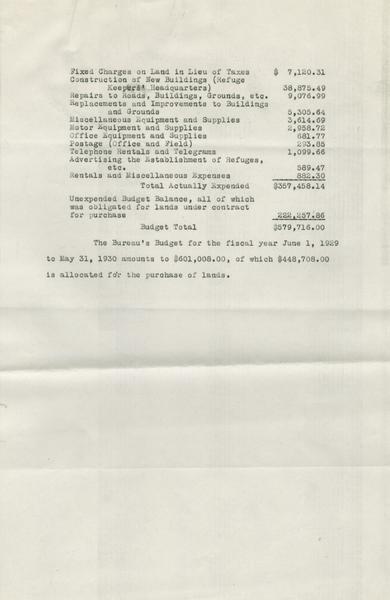 Fixed Charges on Land in Lieu of Taxes $ 7,120.31
Construction of New Buildings (Refuge
Keepers' Headquarters) 38,875.49
Repairs to Roads, Buildings, Grounds, etc. 9,076.99
Replacements and Improvements to Buildings
and Grounds 5,305.64
Miscellaneous Equipment and Supplies 3,614.69
Motor Equipment and Supplies 2,958.72
Office Equipment and Supplies 681.77
Postage (Office and Field) 293.85
Telephone Rentals and Telegrams 1,099.66
Advertising the Establishment of Refuges,
etc. 589.47
Rentals and Miscellaneous Expenses 882.30
Total Actually Expended $357,458.14
Unexpended Budget Balance, all of which
was obligated for lands under contract
for purchase 222,257.86
Budget Total $579,716.00
The Bureau's Budget for the fiscal year June 1, 1929
to May 31, 1930 amounts to $601,008.00, of which $448,708.00
is allocated for the purchase of lands.